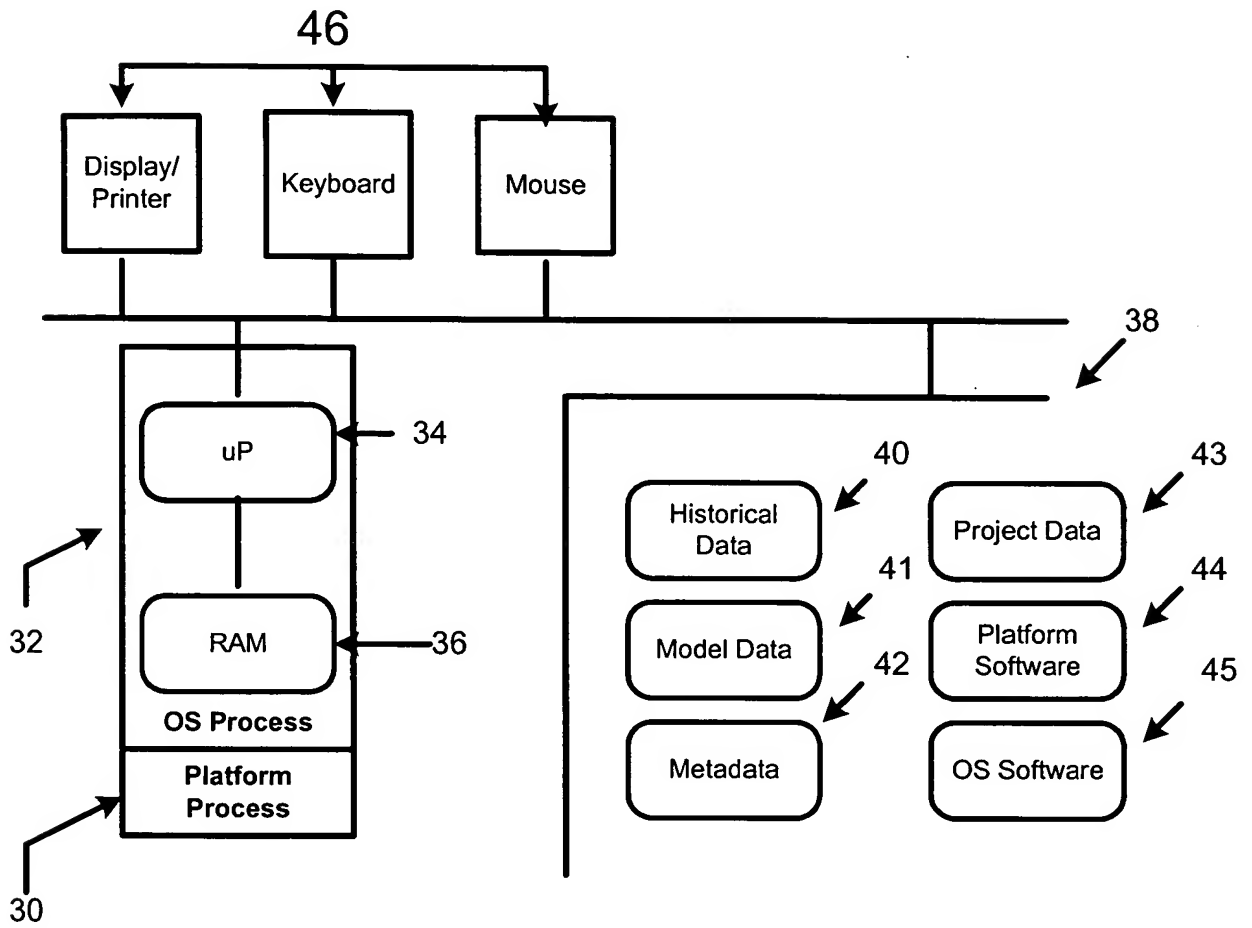 46
Display/
Printer
Keyboard
Mouse
38
uP
34
40
43
Historical
Data
Project Data
32
41
44
RAM
36
Model Data
42
Platform
Software
45
OS Process
Metadata
OS Software
Platform
Process
30